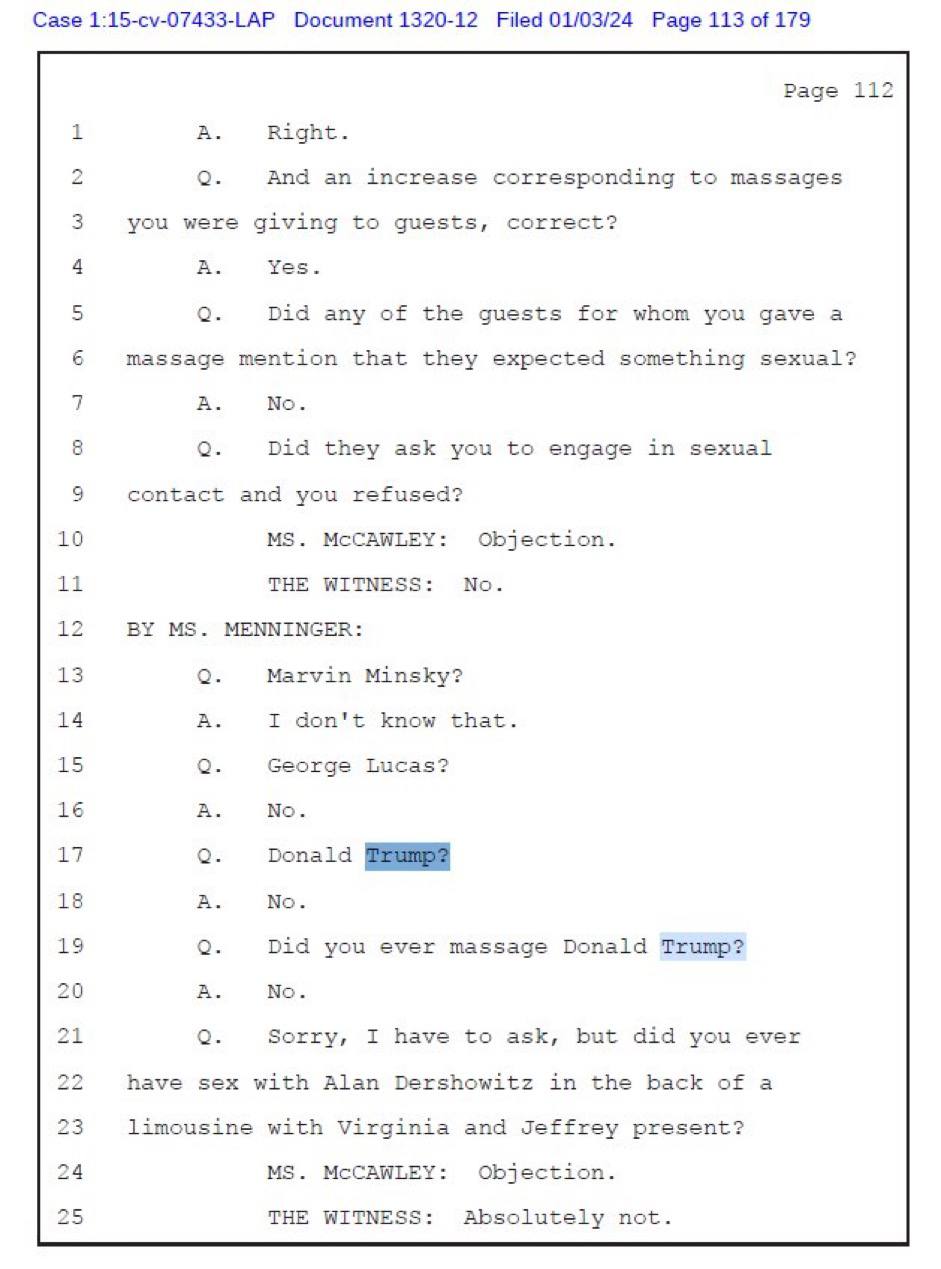 Case 1:15-cv-07433-LAP Document 1320-12 Filed 01/03/24 Page 113 of 179
Page 112
1 A. Right.
2 Q. And an increase corresponding to massages
3 you were giving to guests, correct?
4 A. Yes.
5 Q. Did any of the guests for whom you gave a
6 massage mention that they expected something sexual?
7 A. No.
8 Q. Did they ask you to engage in sexual
9 contact and you refused?
10 MS. McCAWLEY: Objection.
11 THE WITNESS: No.
12 BY MS. MENNINGER:
13 Q. Marvin Minsky?
14 A. I don't know that.
15 Q. George Lucas?
16 A. No.
17 Q. Donald Trump?
18 A. No.
19 Q. Did you ever massage Donald Trump?
20 A. No.
21 Q. Sorry, I have to ask, but did you ever
22 have sex with Alan Dershowitz in the back of a
23 limousine with Virginia and Jeffrey present?
24 MS. McCAWLEY: Objection.
25 THE WITNESS: Absolutely not.